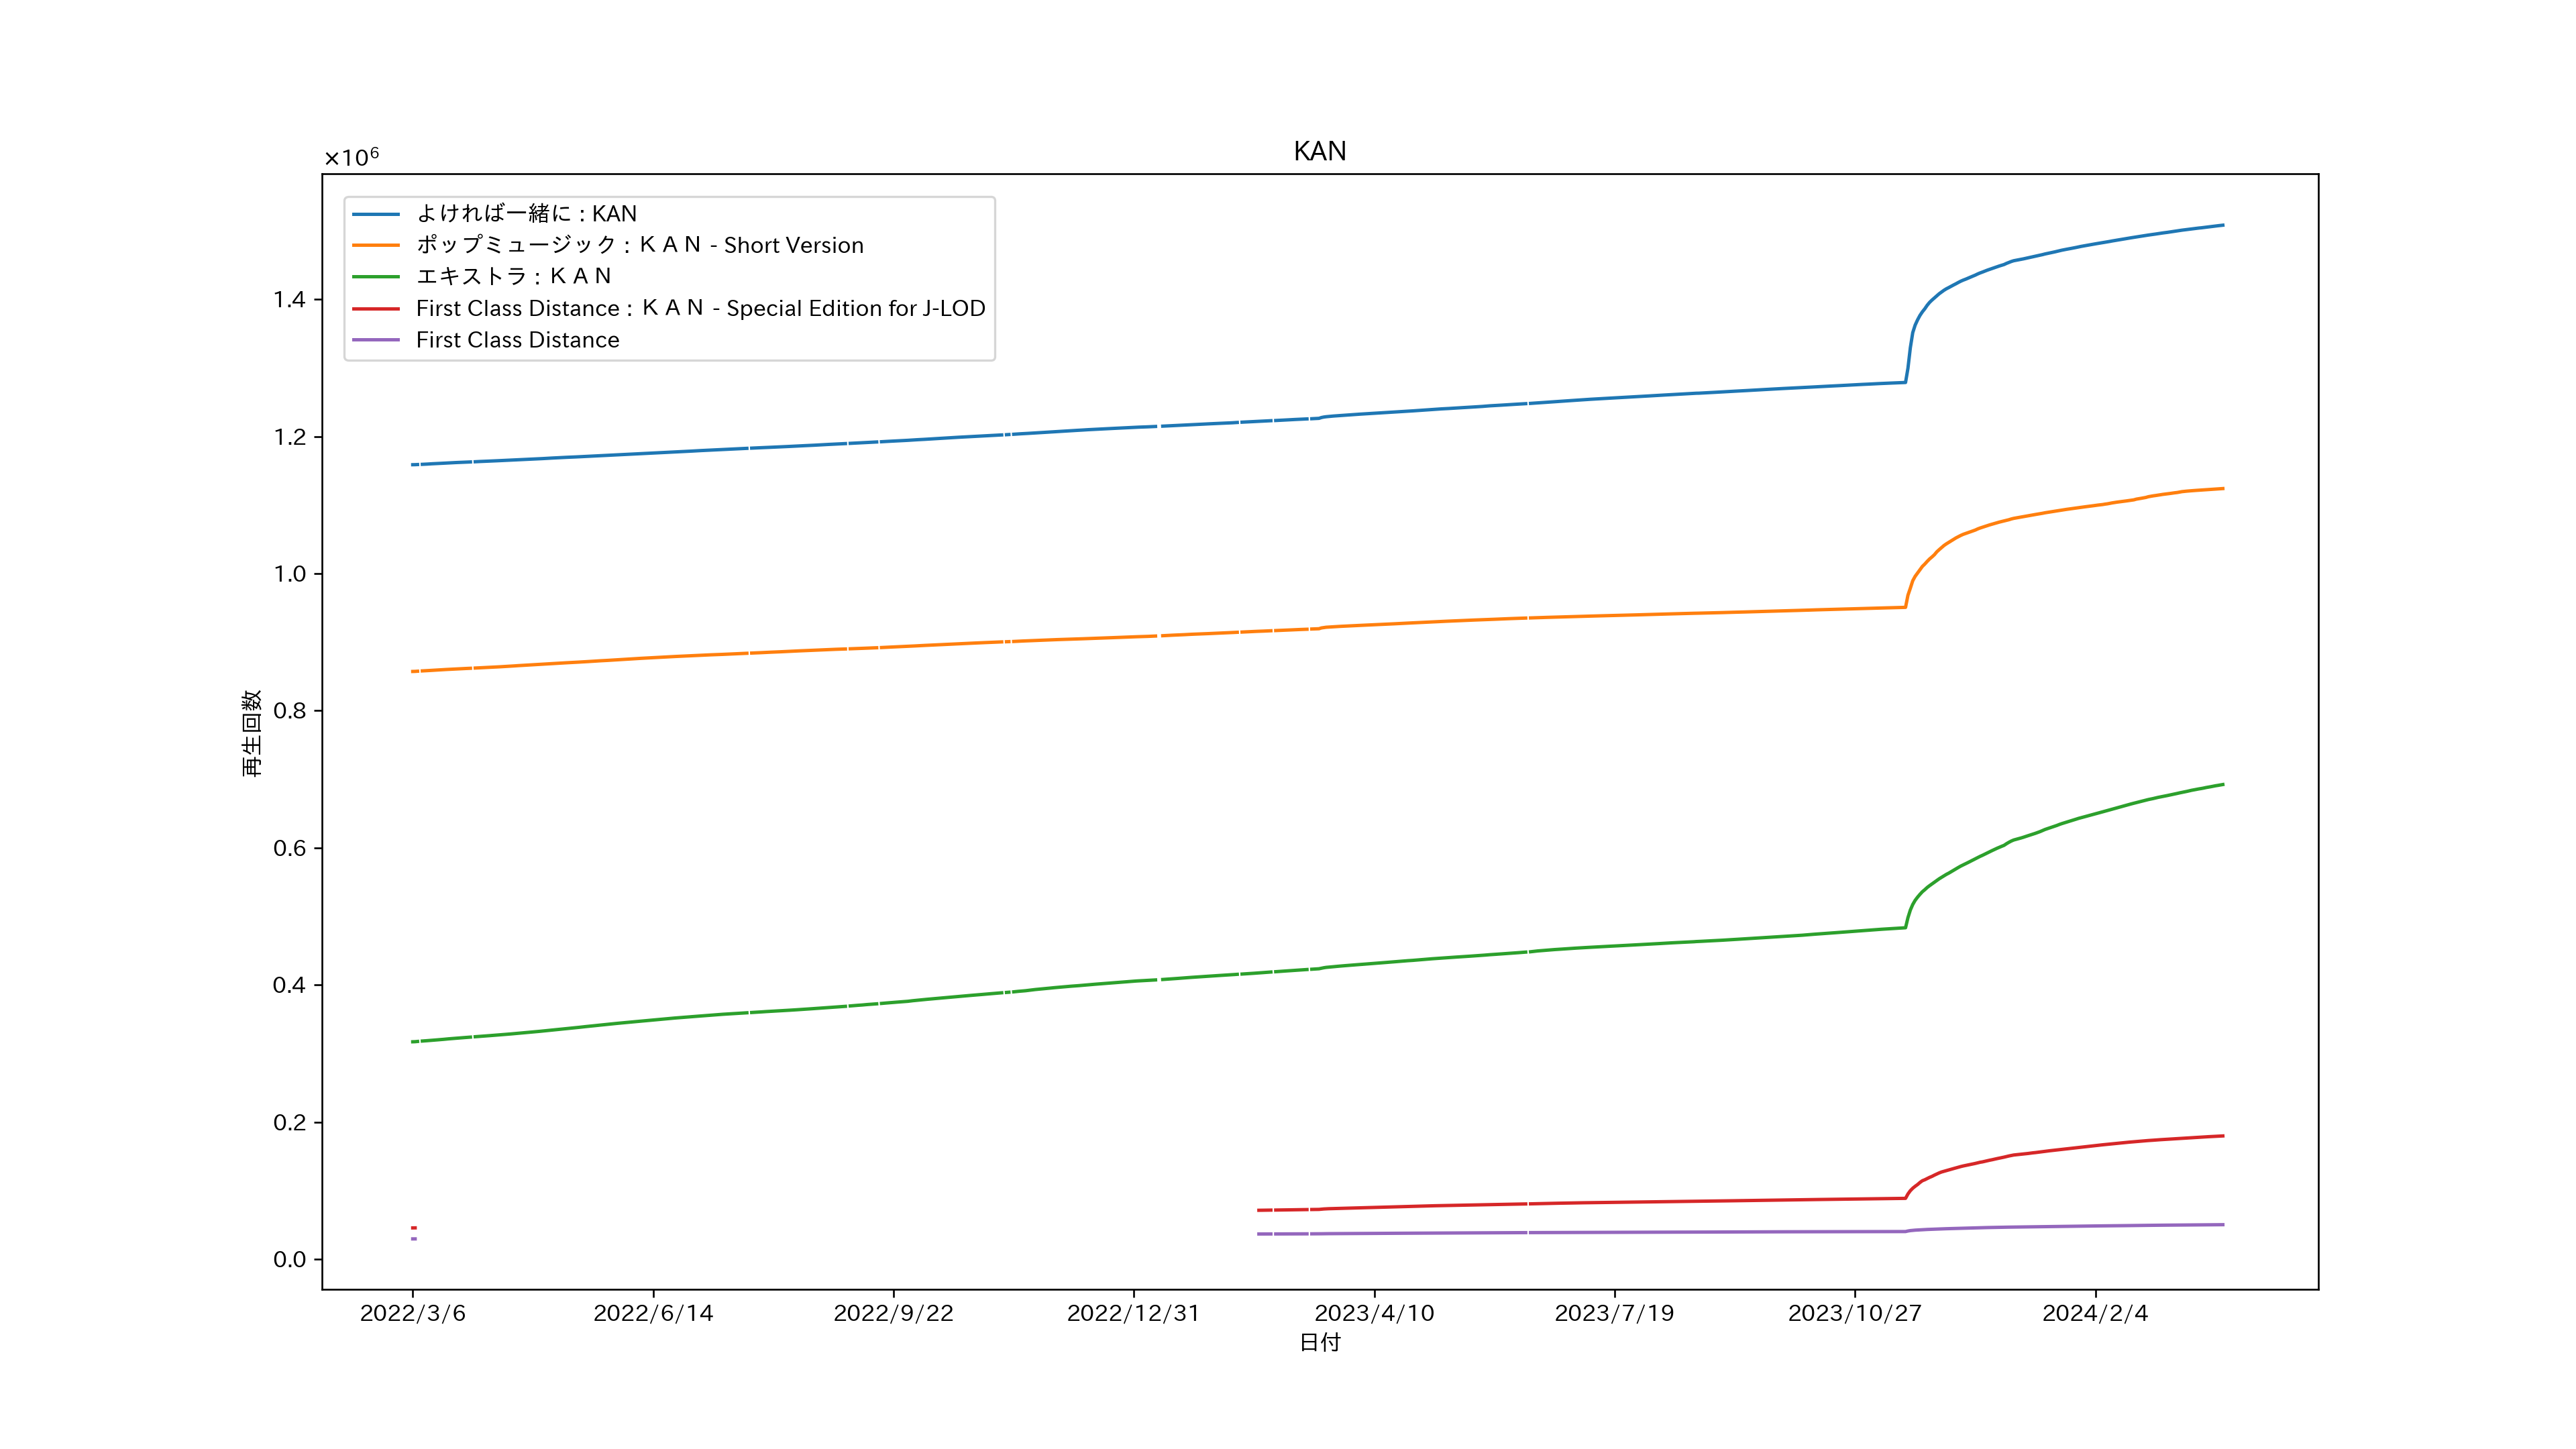 KAN
×10⁶
よければ一緒に : KAN
ポップミュージック : ＫＡＮ - Short Version
エキストラ : ＫＡＮ
First Class Distance : ＫＡＮ - Special Edition for J-LOD
First Class Distance
1.4
1.2
1.0
0.8
0.6
0.4
0.2
0.0
再生回数
2022/3/6
2022/6/14
2022/9/22
2022/12/31
2023/4/10
2023/7/19
2023/10/27
2024/2/4
日付